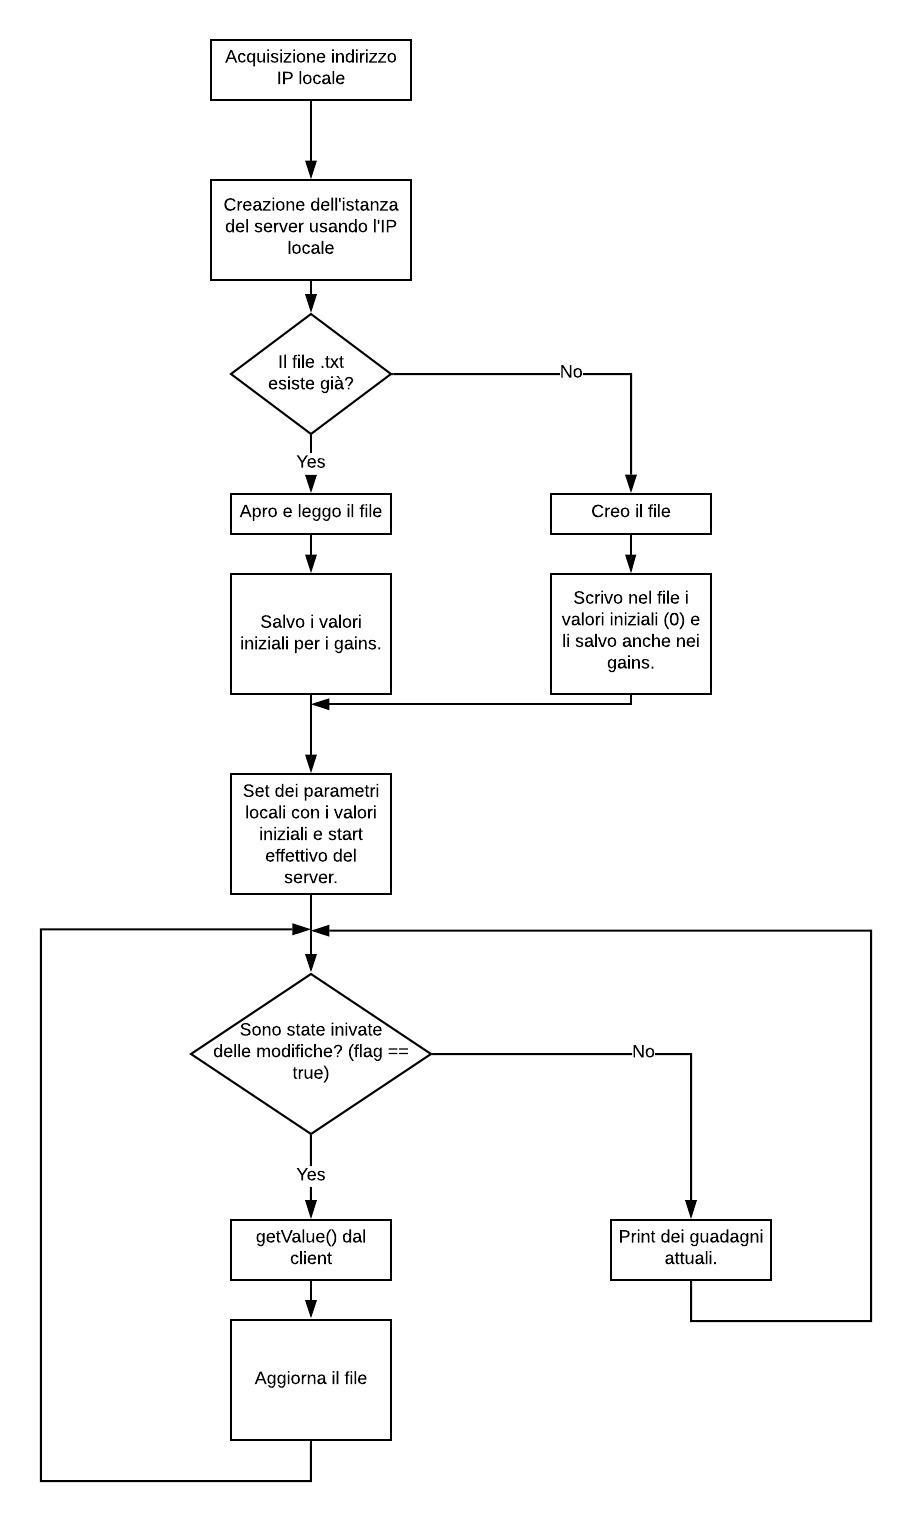 Acquisizione indirizzo
IP locale
Creazione dell'istanza
del server usando l'IP
locale
Il file .txt
esiste già?
No
Yes
Apro e leggo il file
Creo il file
Salvo i valori
iniziali per i gains.
Scrivo nel file i
valori iniziali (0) e
li salvo anche nei
gains.
Set dei parametri
locali con i valori
iniziali e start
effettivo del
server.
Sono state inivate
delle modifiche? (flag ==
true)
No
Yes
getValue() dal
client
Print dei guadagni
attuali.
Aggiorna il file